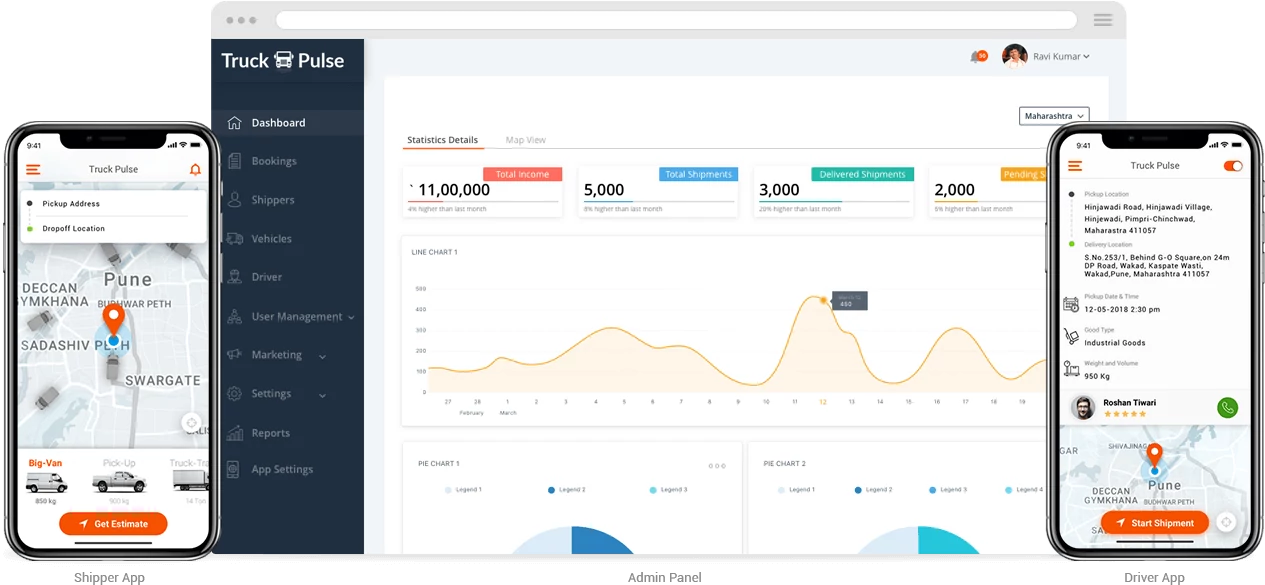 Truck Pulse
Dashboard
Bookings
Shippers
Vehicles
Driver
User Management
Marketing
Settings
Reports
App Settings
Ravi Kumar
Maharashtra
Statistics Details
Map View
Total Income
` 11,00,000
4% higher than last month
Total Shipments
5,000
8% higher than last month
Delivered Shipments
3,000
20% higher than last month
Pending S
2,000
6% higher than last month
LINE CHART 1
500
400
300
200
100
0
450
27 28 1 2 3 4 5 6 7 8 9 10 11 12 13 14 15 16 17 18 19
February March
PIE CHART 1
Legend 1 Legend 2 Legend 3
PIE CHART 2
Legend 1 Legend 2 Legend 3 Legend 4
9:41
Truck Pulse
Pickup Address
Dropoff Location
Pune
DECCAN
GYMKHANA
BUDHWAR PETH
SADASHIV PETH
SWARGATE
Big-Van
850 kg
Pick-Up
900 kg
Truck-Tra
14 Ton
Get Estimate
9:41
Truck Pulse
Pickup Location
Hinjawadi Road, Hinjawadi Village,
Hinjewadi, Pimpri-Chinchwad,
Maharastra 411057
Delivery Location
S.No.253/1, Behind G-O Square,on 24m
DP Road, Wakad, Kaspate Wasti,
Wakad,Pune, Maharashtra 411057
Pickup Date & Time
12-05-2018 2:30 pm
Good Type
Industrial Goods
Weight and Volume
950 Kg
Roshan Tiwari
SHIVAJINAG
GAR
Pune
DECCAN
GYMKHANA
BUDHWAR PETH
Start Shipment
Shipper App
Admin Panel
Driver App